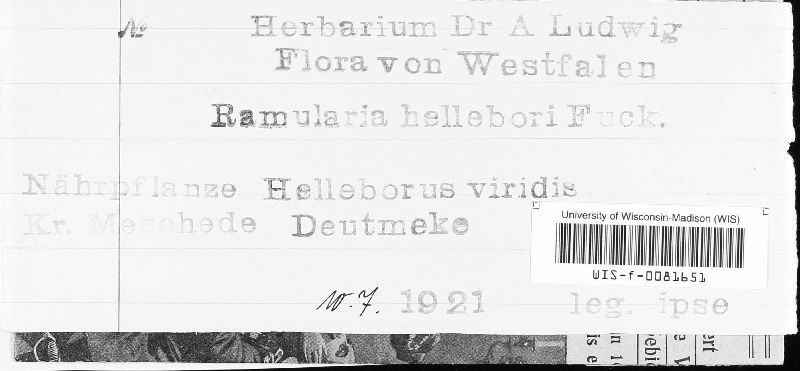 № Herbarium Dr A Ludwig
Flora von Westfalen
Ramularia hellebori Fuck.
Nährpflanze Helleborus viridis
Kr. Meschede Deutmeke
University of Wisconsin-Madison (WIS)
WIS-f-0081651
10.7. 1921 leg. ipse